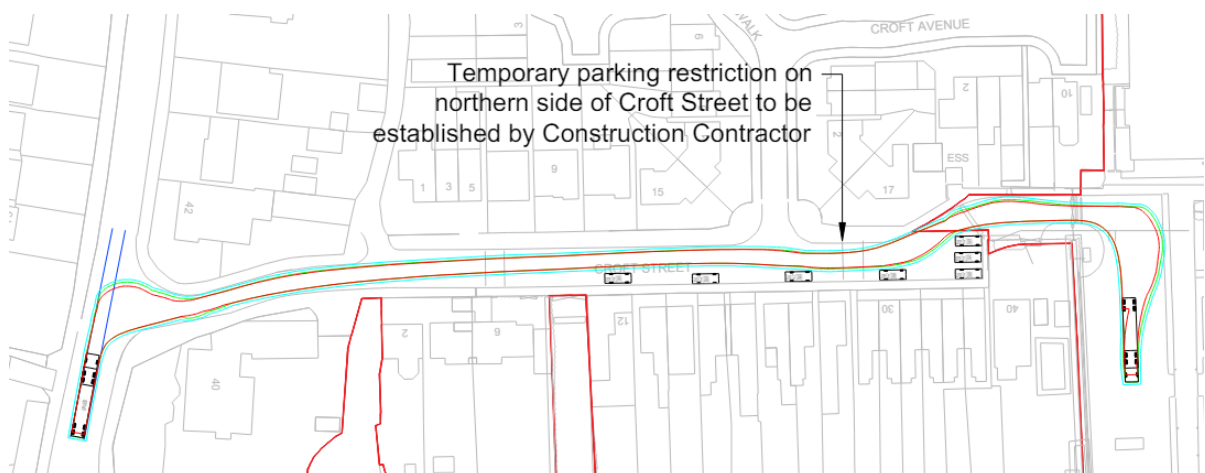 3
WALK
CROFT AVENUE
6
Temporary parking restriction on
northern side of Croft Street to be
established by Construction Contractor
2
10
2
ESS
1
3
5
9
15
17
42
CROFT STREET
2
6
12
30
40
40